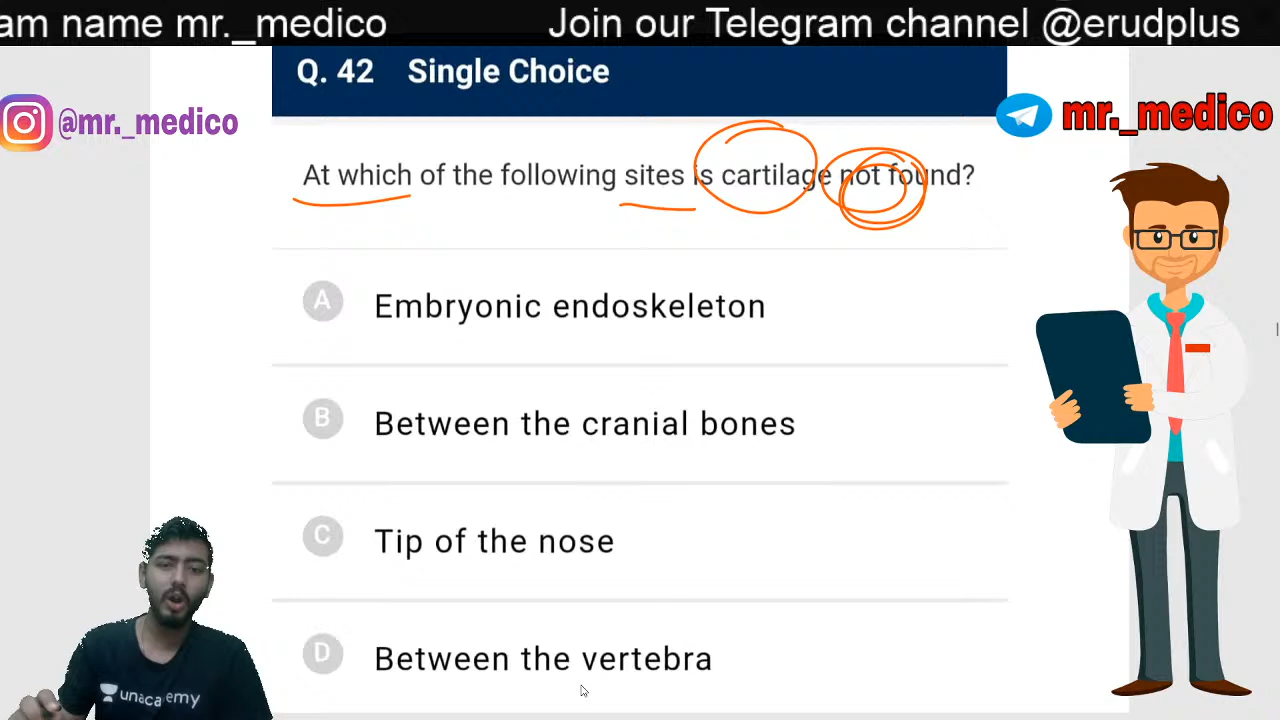 am name mr._medico Join our Telegram channel @erudplus
Q. 42 Single Choice
@mr._medico
mr._medico
At which of the following sites is cartilage not found?
A Embryonic endoskeleton
B Between the cranial bones
C Tip of the nose
D Between the vertebra
unacademy